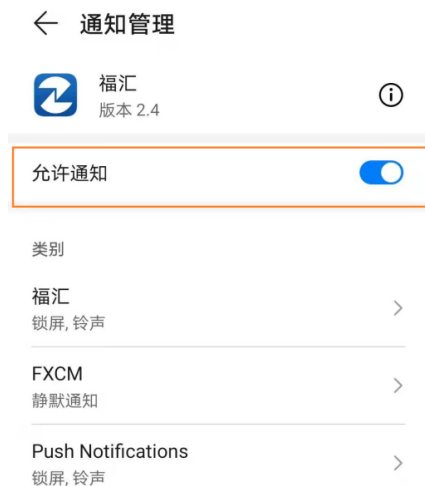 通知管理
福汇
版本 2.4
允许通知
类别
福汇
锁屏, 铃声
FXCM
静默通知
Push Notifications
锁屏, 铃声